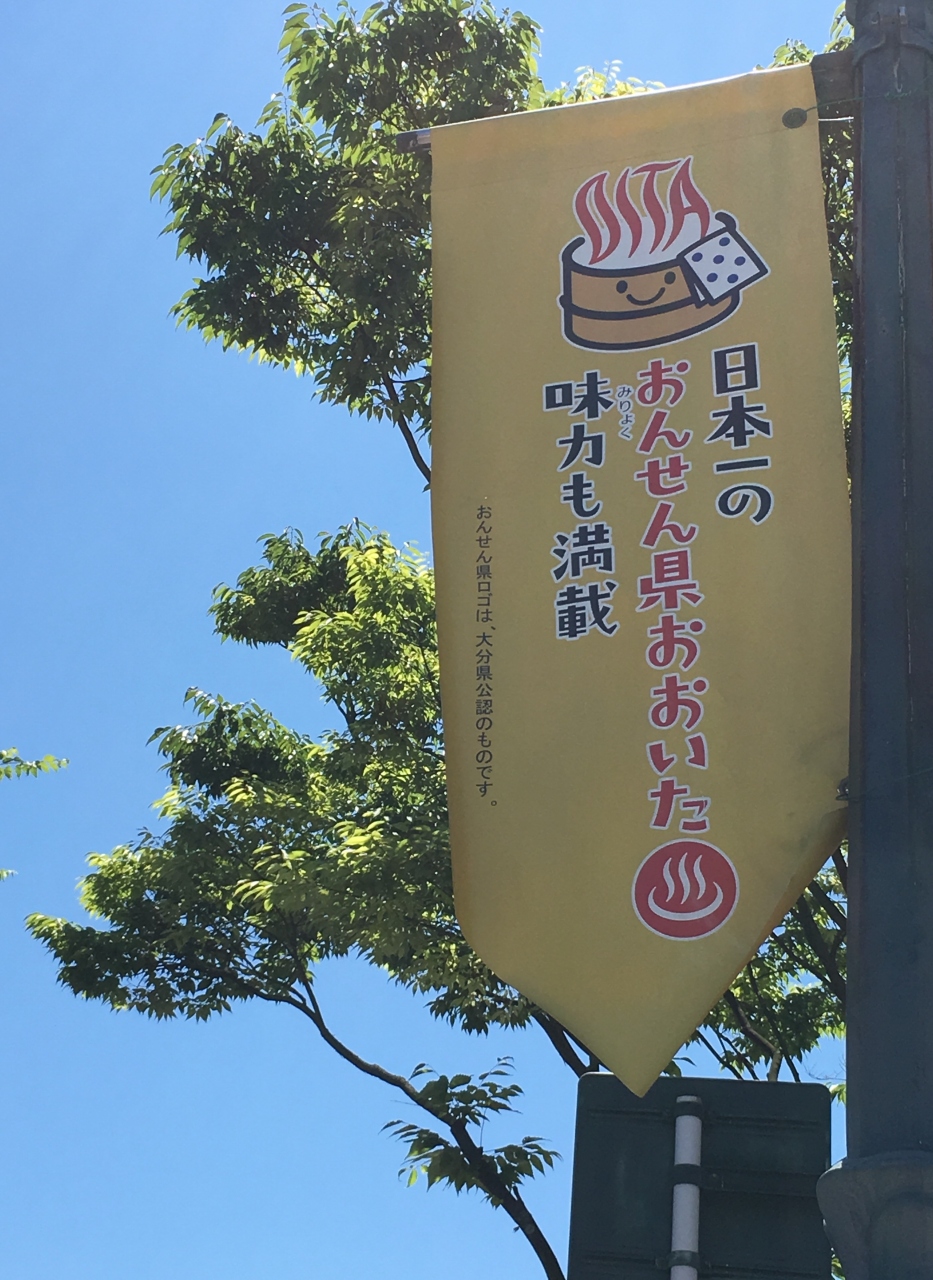 OITA
日本一の
おんせん県おおいた
みりょく
味力も満載
おんせん県ロゴは、大分県公認のものです。